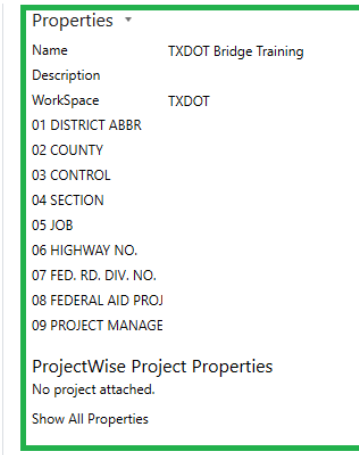 Properties
Name TXDOT Bridge Training
Description
WorkSpace TXDOT
01 DISTRICT ABBR
02 COUNTY
03 CONTROL
04 SECTION
05 JOB
06 HIGHWAY NO.
07 FED. RD. DIV. NO.
08 FEDERAL AID PROJ
09 PROJECT MANAGE
ProjectWise Project Properties
No project attached.
Show All Properties